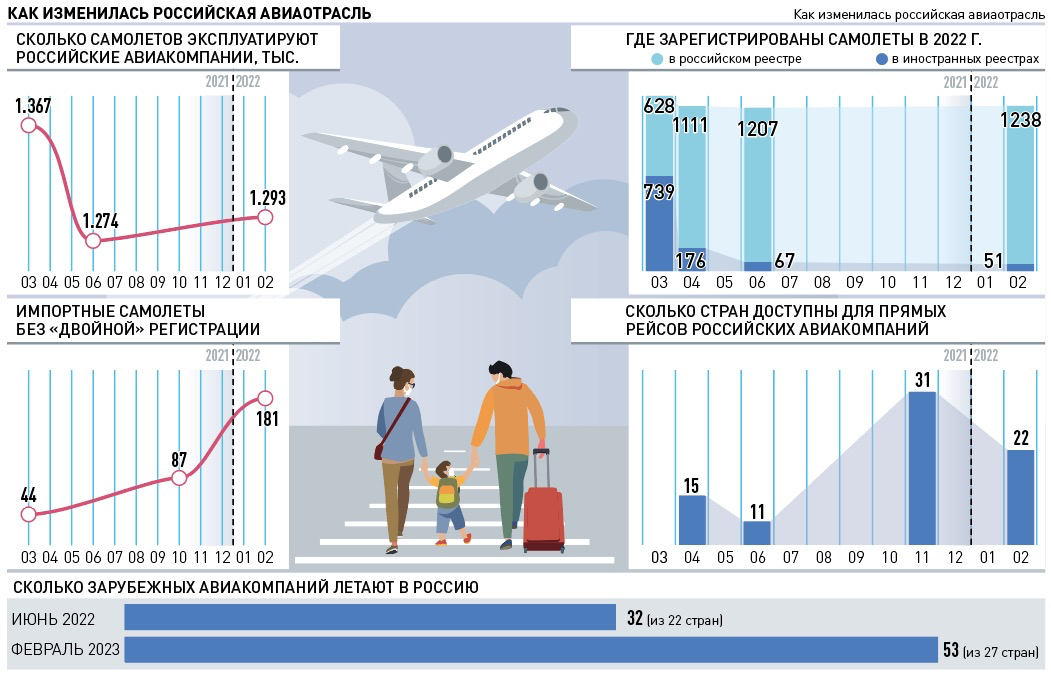 КАК ИЗМЕНИЛАСЬ РОССИЙСКАЯ АВИАОТРАСЛЬ
Как изменилась российская авиаотрасль
СКОЛЬКО САМОЛЕТОВ ЭКСПЛУАТИРУЮТ
РОССИЙСКИЕ АВИАКОМПАНИИ, ТЫС.
2021 2022
1.367
1.274
1.293
03 04 05 06 07 08 09 10 11 12 01 02
ГДЕ ЗАРЕГИСТРИРОВАНЫ САМОЛЕТЫ В 2022 Г.
в российском реестре
в иностранных реестрах
2021 2022
628
1111
1207
1238
739
176
67
51
03 04 05 06 07 08 09 10 11 12 01 02
ИМПОРТНЫЕ САМОЛЕТЫ
БЕЗ «ДВОЙНОЙ» РЕГИСТРАЦИИ
2021 2022
44
87
181
03 04 05 06 07 08 09 10 11 12 01 02
СКОЛЬКО СТРАН ДОСТУПНЫ ДЛЯ ПРЯМЫХ
РЕЙСОВ РОССИЙСКИХ АВИАКОМПАНИЙ
2021 2022
15
11
31
22
03 04 05 06 07 08 09 10 11 12 01 02
СКОЛЬКО ЗАРУБЕЖНЫХ АВИАКОМПАНИЙ ЛЕТАЮТ В РОССИЮ
ИЮНЬ 2022 32 (из 22 стран)
ФЕВРАЛЬ 2023 53 (из 27 стран)